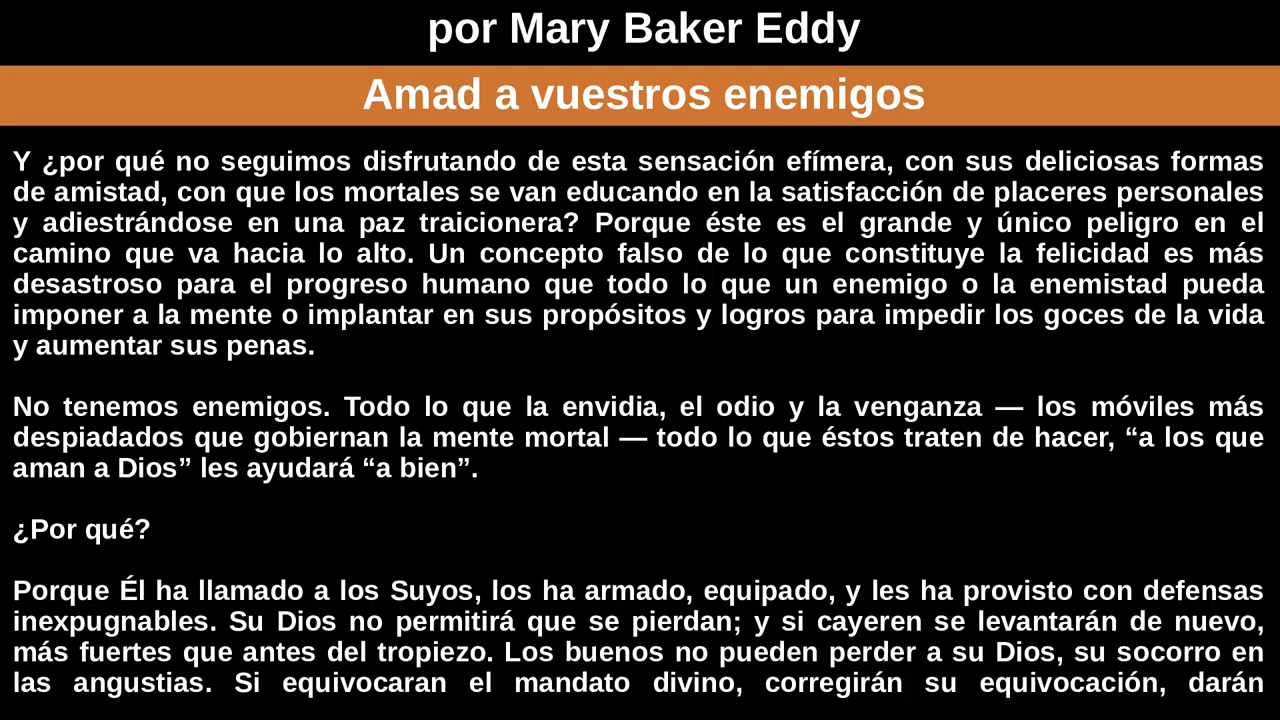 por Mary Baker Eddy
Amad a vuestros enemigos
Y ¿por qué no seguimos disfrutando de esta sensación efímera, con sus deliciosas formas
de amistad, con que los mortales se van educando en la satisfacción de placeres personales
y adiestrándose en una paz traicionera? Porque éste es el grande y único peligro en el
camino que va hacia lo alto. Un concepto falso de lo que constituye la felicidad es más
desastroso para el progreso humano que todo lo que un enemigo o la enemistad pueda
imponer a la mente o implantar en sus propósitos y logros para impedir los goces de la vida
y aumentar sus penas.
No tenemos enemigos. Todo lo que la envidia, el odio y la venganza — los móviles más
despiadados que gobiernan la mente mortal — todo lo que éstos traten de hacer, “a los que
aman a Dios” les ayudará “a bien”.
¿Por qué?
Porque Él ha llamado a los Suyos, los ha armado, equipado, y les ha provisto con defensas
inexpugnables. Su Dios no permitirá que se pierdan; y si cayeren se levantarán de nuevo,
más fuertes que antes del tropiezo. Los buenos no pueden perder a su Dios, su socorro en
las angustias. Si equivocaran el mandato divino, corregirán su equivocación, darán